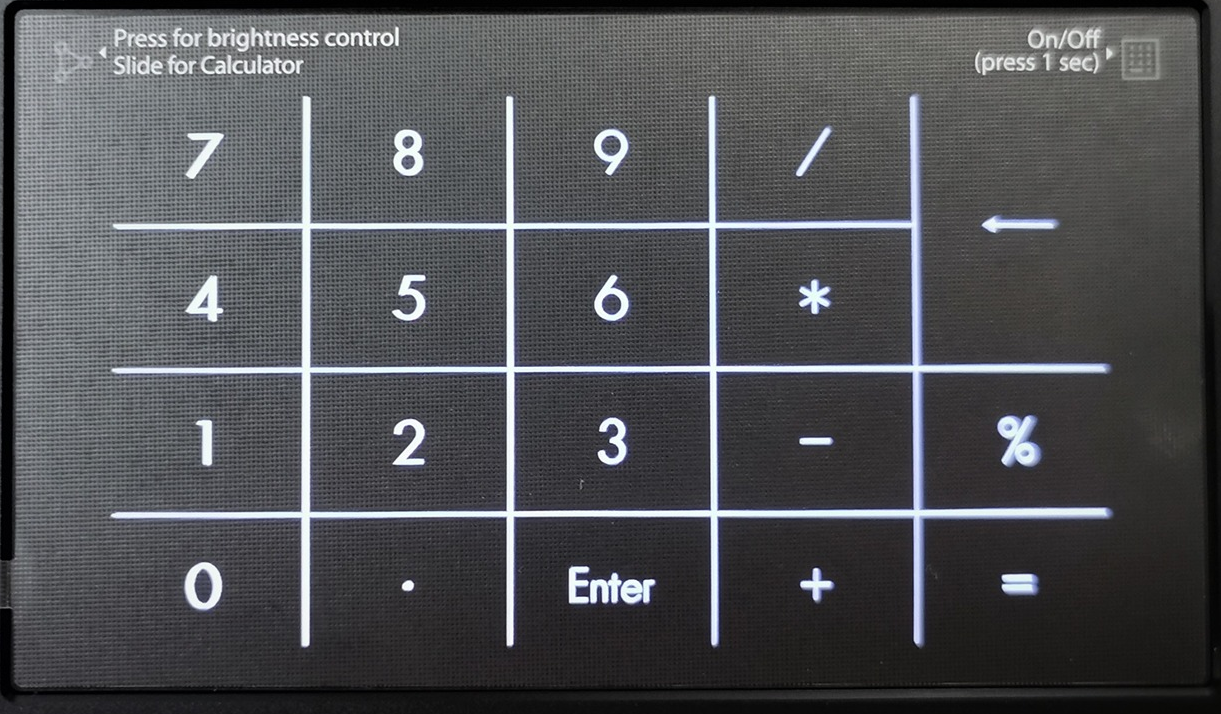 Press for brightness control
Slide for Calculator
On/Off
(press 1 sec)
7 8 9 /
←
4 5 6 *
1 2 3 - %
0 . Enter + =